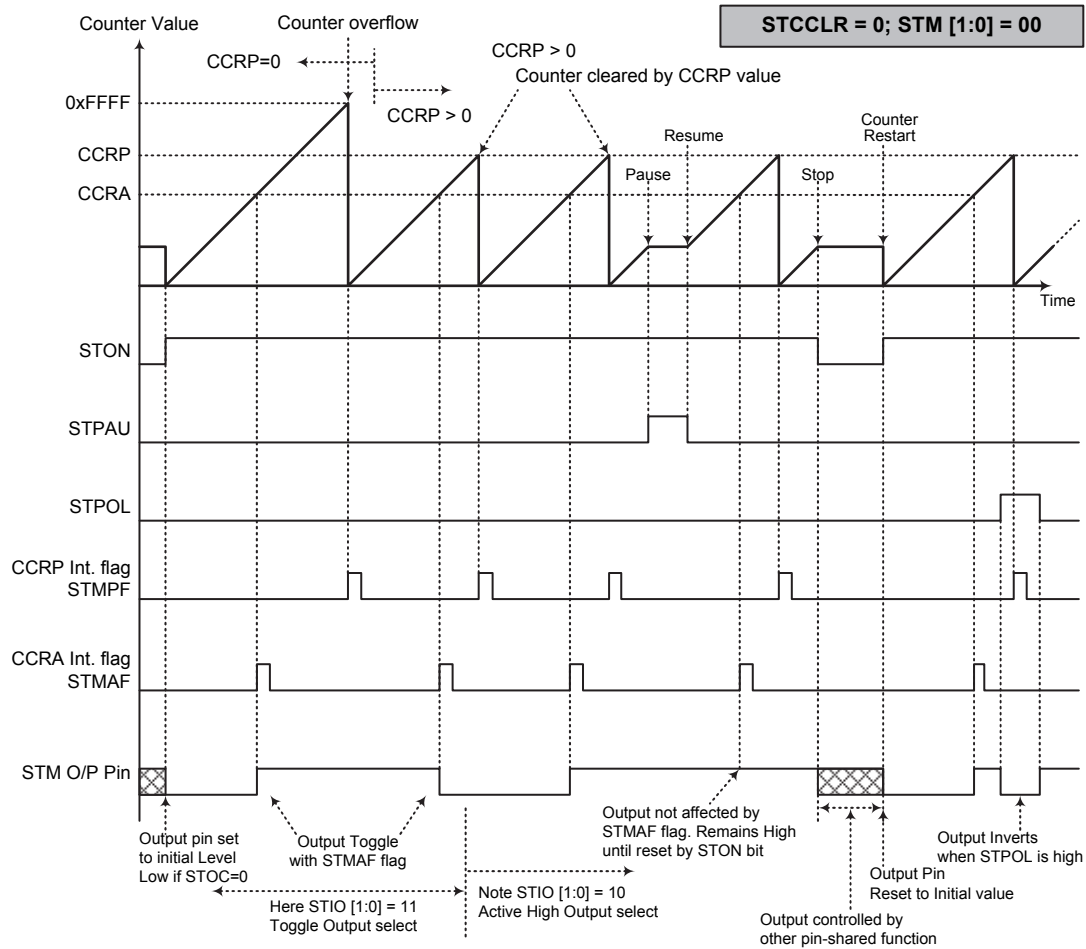 Counter Value
Counter overflow
STCCLR = 0; STM [1:0] = 00
CCRP=0
CCRP > 0
CCRP > 0
Counter cleared by CCRP value
0xFFFF
CCRP
CCRA
Pause
Resume
Stop
Counter
Restart
Time
STON
STPAU
STPOL
CCRP Int. flag
STMPF
CCRA Int. flag
STMAF
STM O/P Pin
Output pin set
to initial Level
Low if STOC=0
Output Toggle
with STMAF flag
Here STIO [1:0] = 11
Toggle Output select
Note STIO [1:0] = 10
Active High Output select
Output not affected by
STMAF flag. Remains High
until reset by STON bit
Output controlled by
other pin-shared function
Output Pin
Reset to Initial value
Output Inverts
when STPOL is high